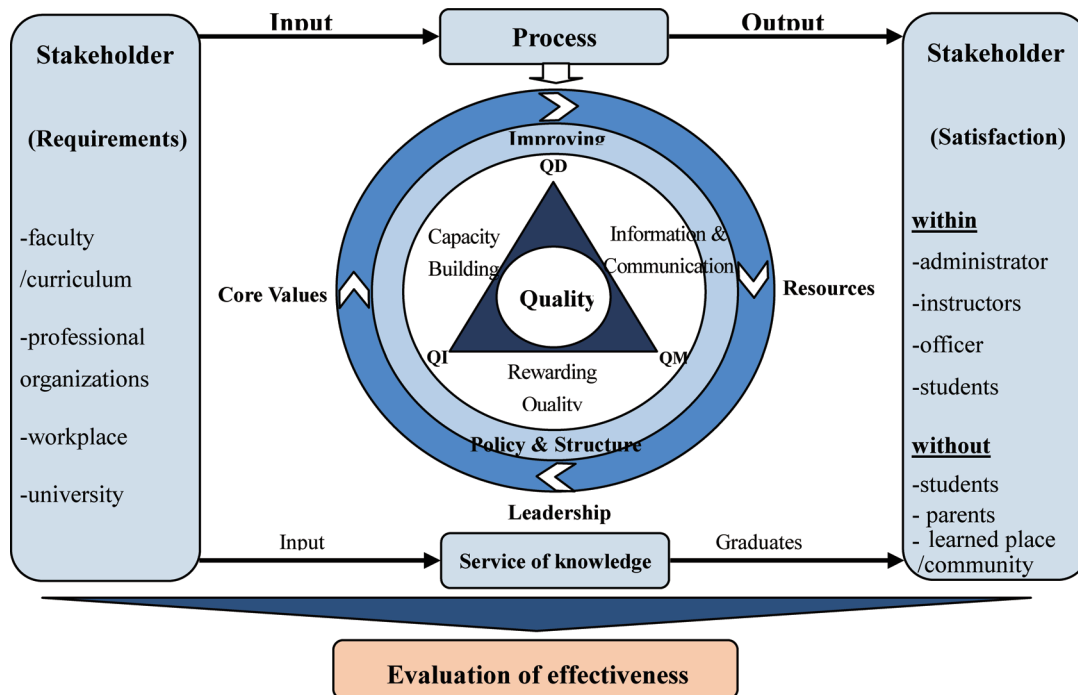 Input
Process
Output
Stakeholder
(Requirements)
-faculty
/curriculum
-professional
organizations
-workplace
-university
Improving
QD
Capacity
Building
Information &
Communication
Core Values
Quality
Resources
QI
QM
Rewarding
Quality
Policy & Structure
Leadership
Input
Service of knowledge
Graduates
Stakeholder
(Satisfaction)
within
-administrator
-instructors
-officer
-students
without
-students
- parents
- learned place
/community
Evaluation of effectiveness